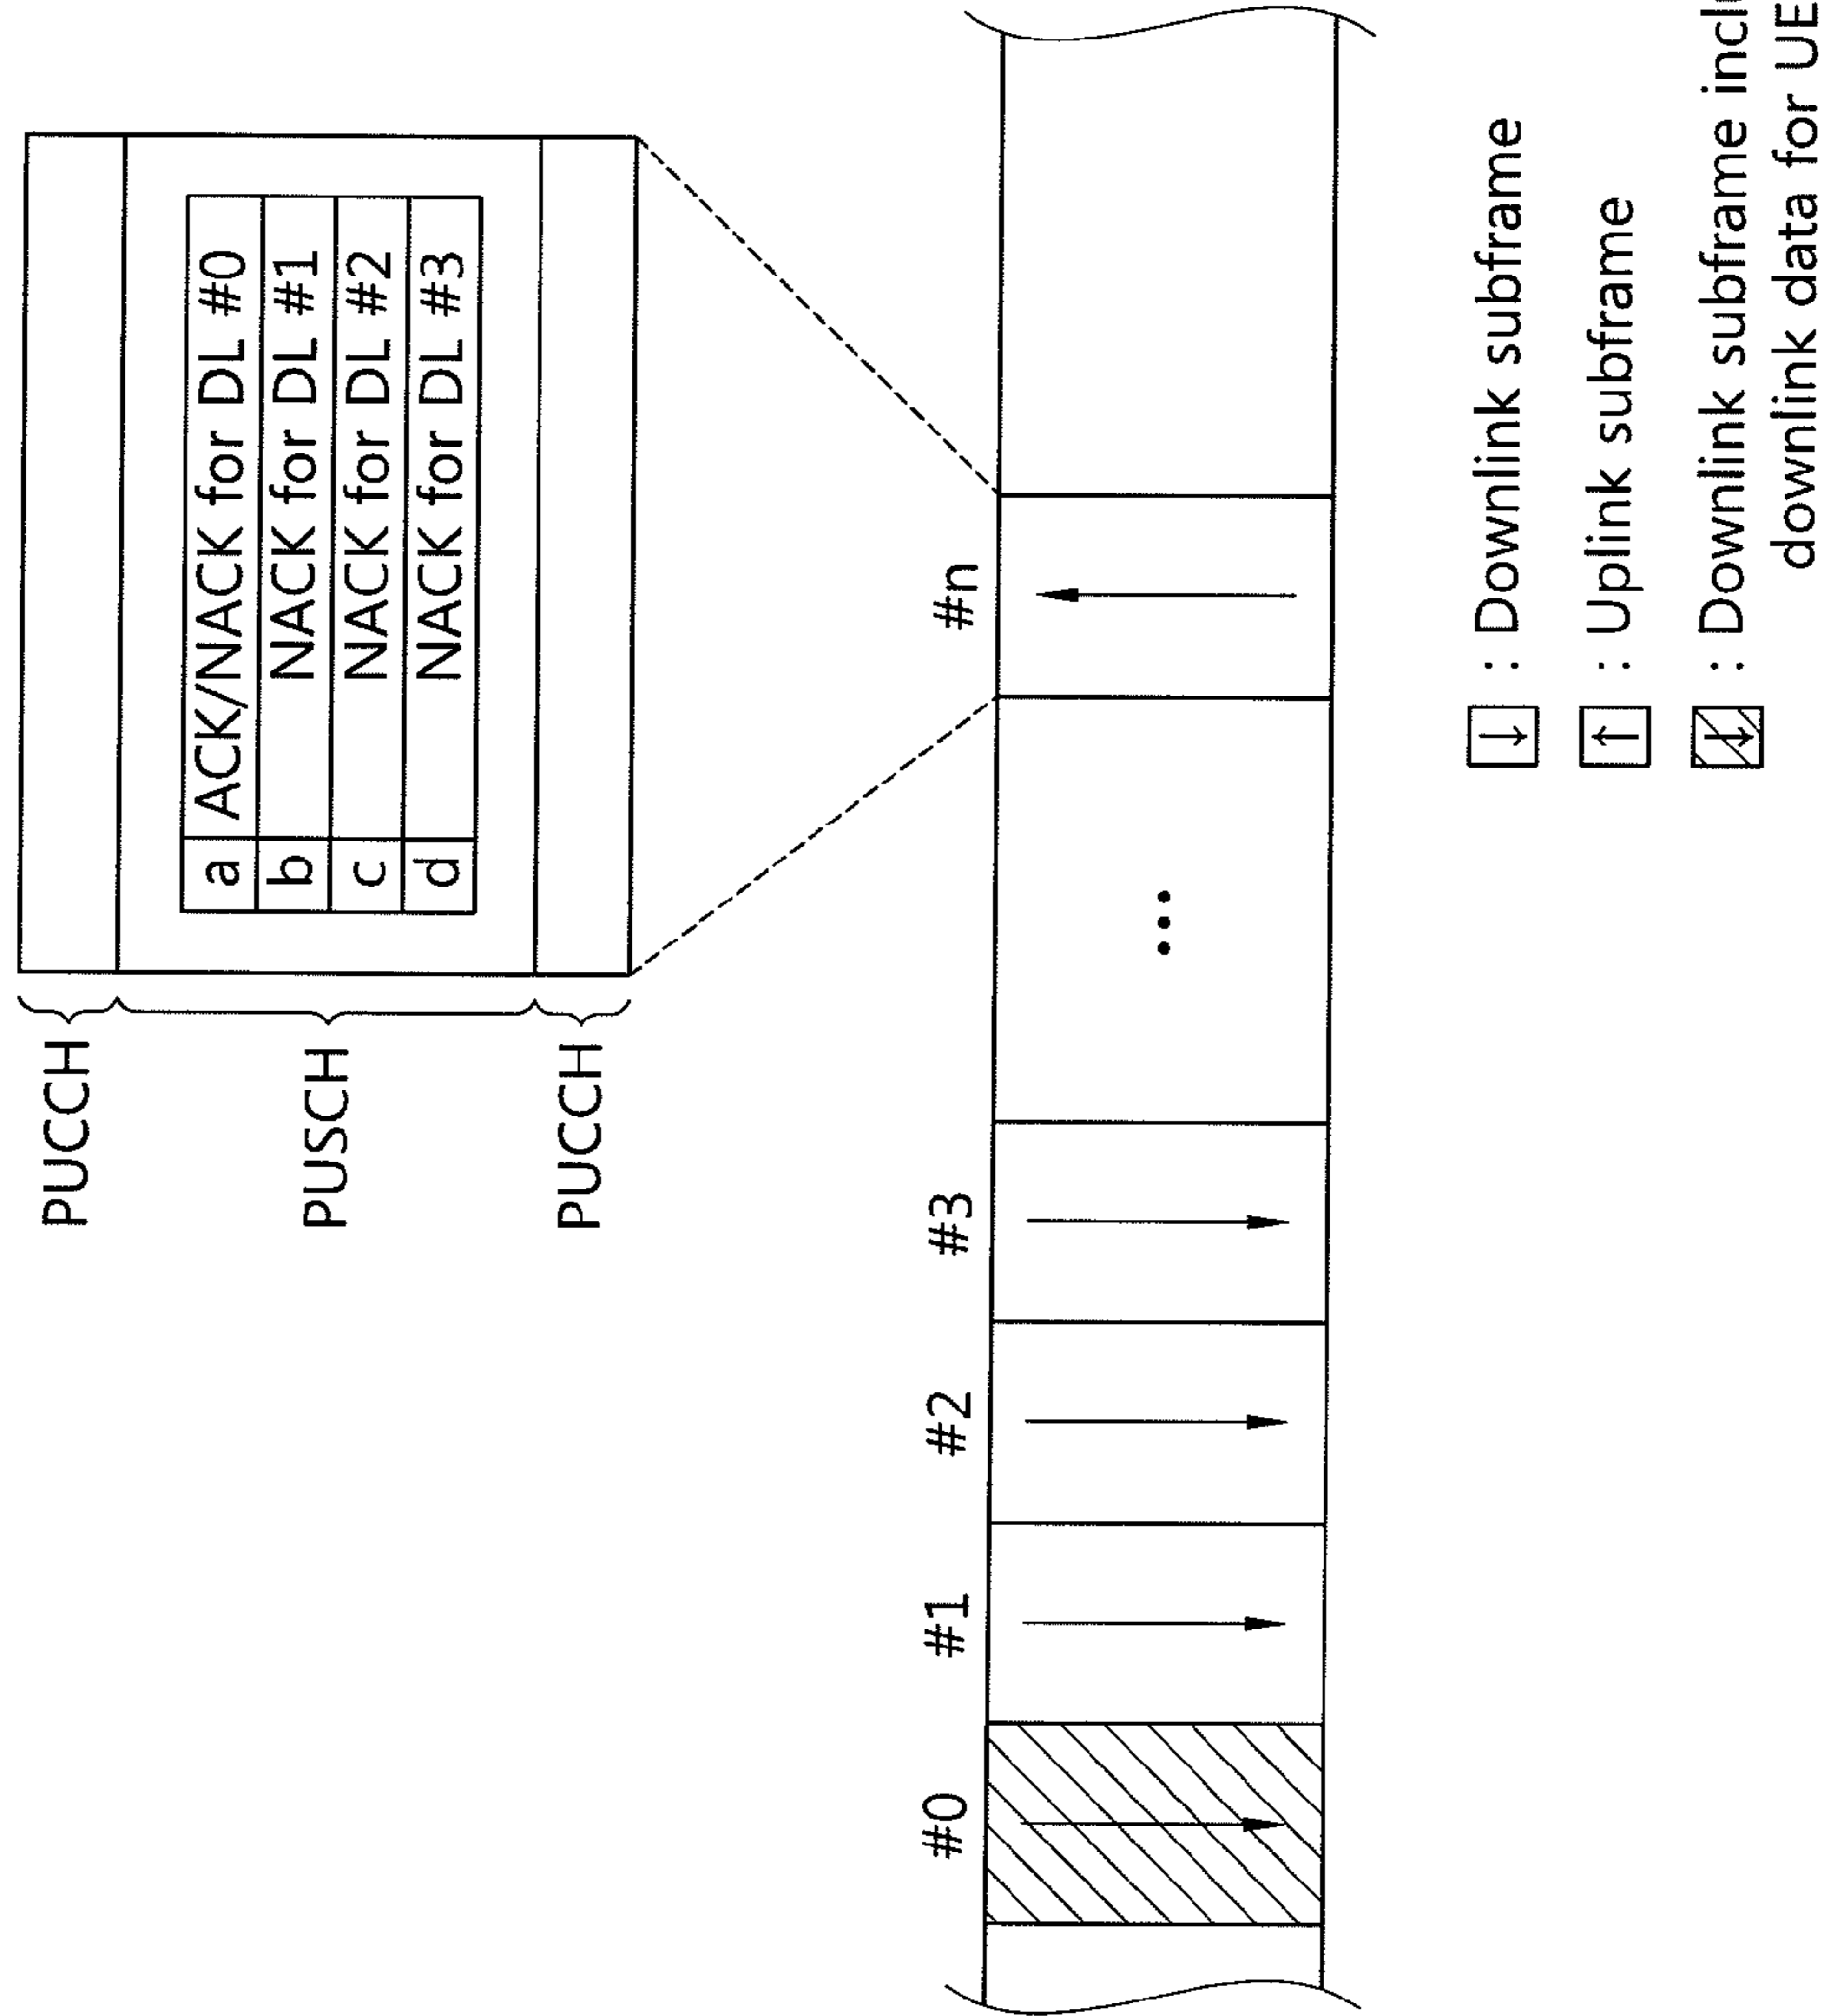 PUCCH
PUSCH
PUCCH
a ACK/NACK for DL #0
b NACK for DL #1
c NACK for DL #2
d NACK for DL #3
#0 #1 #2 #3 ... #n
↓ : Downlink subframe
↑ : Uplink subframe
↓ : Downlink subframe
downlink data for UE